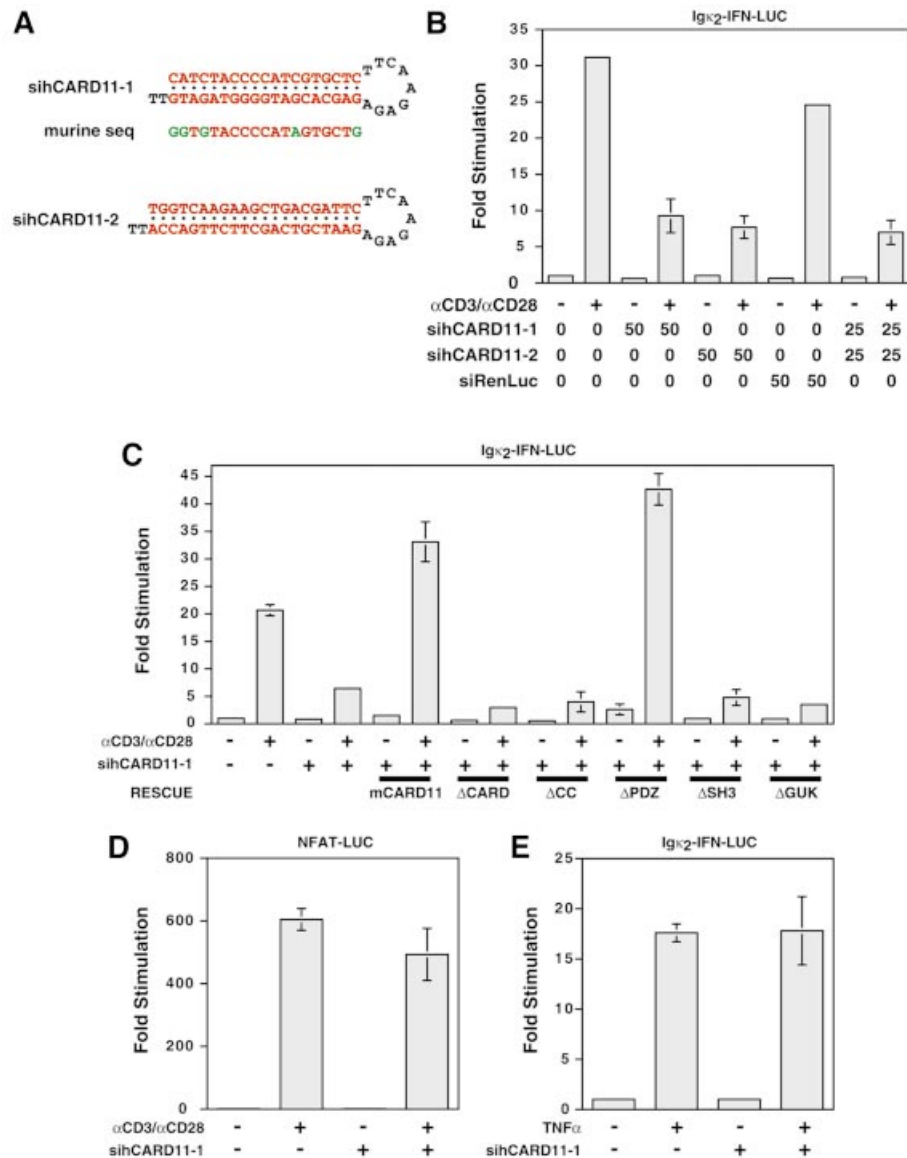 A
sihCARD11-1
CATCTACCCCATCGTGCTC
TTCAAGAGA
TTGTAGATGGGGTAGCACGAG
murine seq
GGTGTACCCCATAGTGCTG
sihCARD11-2
TGGTCAAGAAGCTGACGATTC
TTCAAGAGA
TTACCAGTTCTTCGACTGCTAAG
B
Igκ2-IFN-LUC
Fold Stimulation
35
30
25
20
15
10
5
0
αCD3/αCD28 - + - + - + - + - +
sihCARD11-1 0 0 50 50 0 0 0 0 25 25
sihCARD11-2 0 0 0 0 50 50 0 0 25 25
siRenLuc 0 0 0 0 0 0 50 50 0 0
C
Igκ2-IFN-LUC
Fold Stimulation
45
40
35
30
25
20
15
10
5
0
αCD3/αCD28 - + - + - + - + - + - + - + - +
sihCARD11-1 - - + + + + + + + + + + + + + +
RESCUE mCARD11 ΔCARD ΔCC ΔPDZ ΔSH3 ΔGUK
D
NFAT-LUC
Fold Stimulation
800
600
400
200
0
αCD3/αCD28 - + - +
sihCARD11-1 - - + +
E
Igκ2-IFN-LUC
Fold Stimulation
25
20
15
10
5
0
TNFα - + - +
sihCARD11-1 - - + +